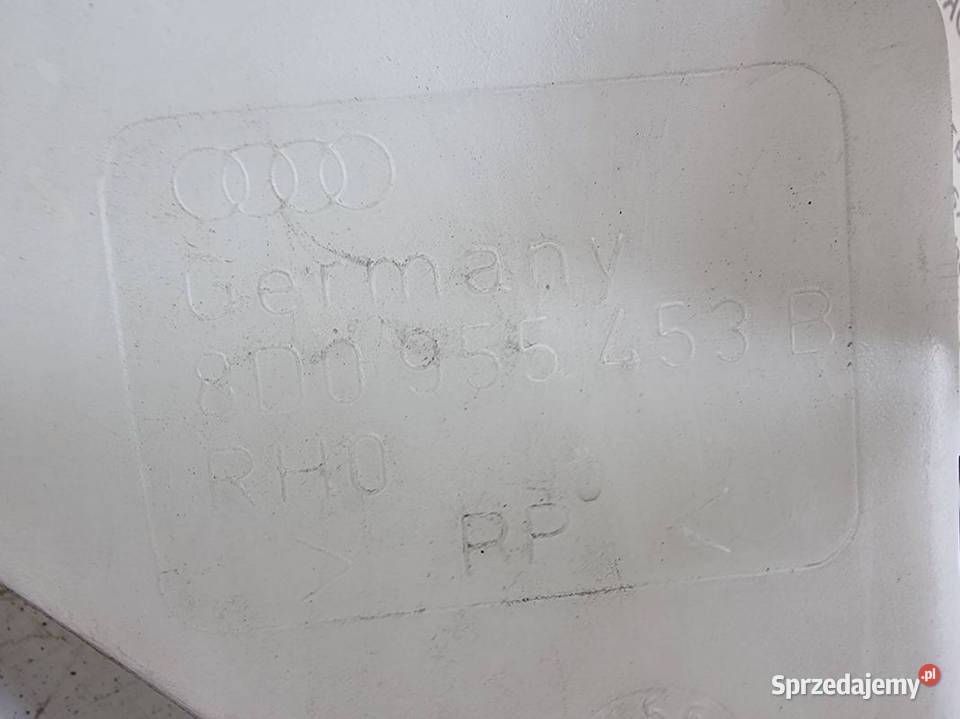 Germany
8D0 955 453 B
RH0
> PP <
Sprzedajemy.pl